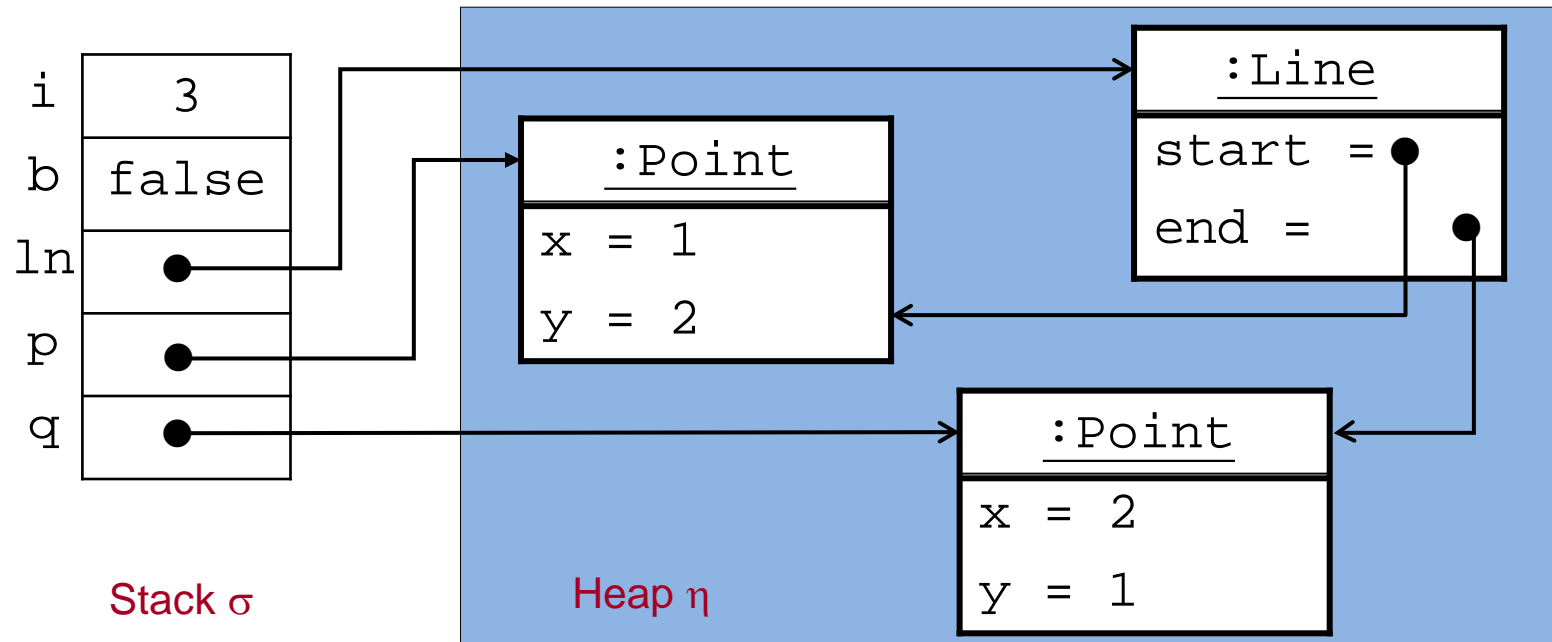 i 3
b false
ln
p
q
Stack σ
:Line
start =
end =
:Point
x = 1
y = 2
:Point
x = 2
y = 1
Heap η